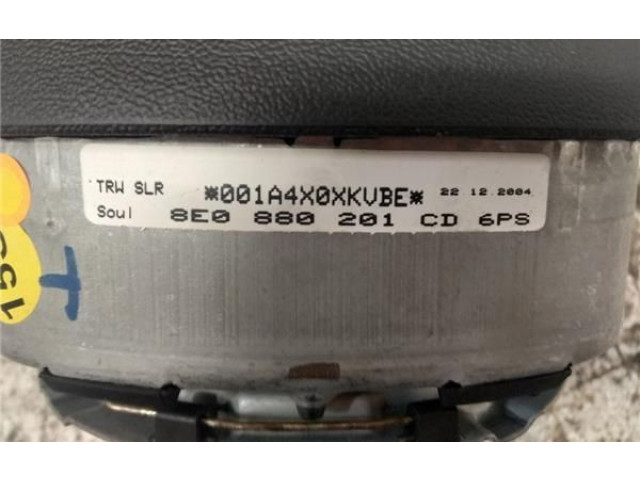 TRW SLR *001A4X0XKVBE* 22 12.2004
Soul 8E0 880 201 CD 6PS
T